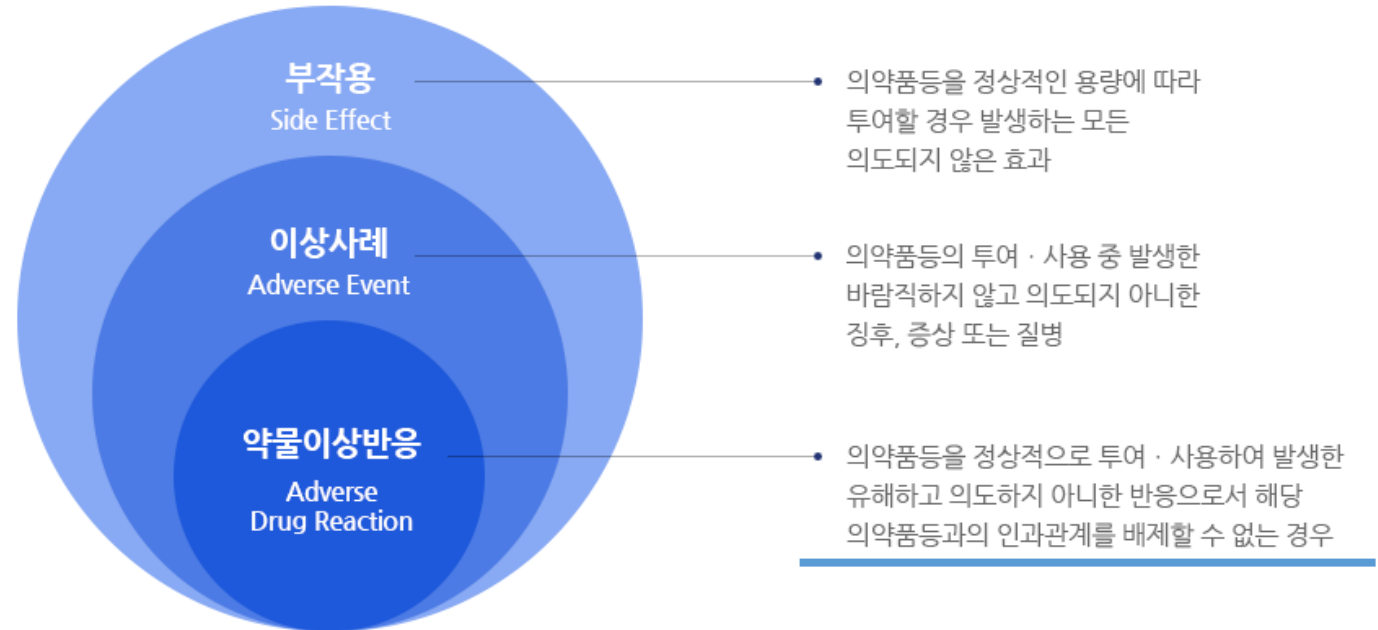 부작용
Side Effect
의약품등을 정상적인 용량에 따라
투여할 경우 발생하는 모든
의도되지 않은 효과
이상사례
Adverse Event
의약품등의 투여 · 사용 중 발생한
바람직하지 않고 의도되지 아니한
징후, 증상 또는 질병
약물이상반응
Adverse
Drug Reaction
의약품등을 정상적으로 투여 · 사용하여 발생한
유해하고 의도하지 아니한 반응으로서 해당
의약품등과의 인과관계를 배제할 수 없는 경우